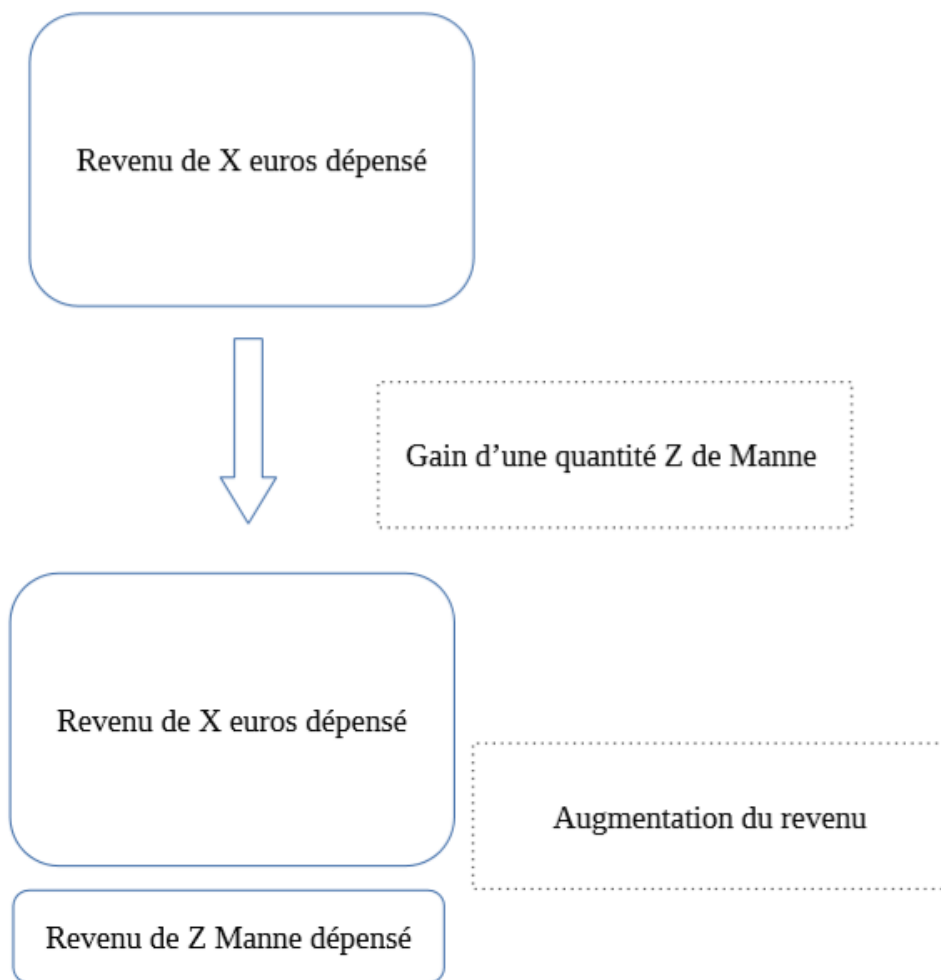 Revenu de X euros dépensé
Gain d’une quantité Z de Manne
Revenu de X euros dépensé
Augmentation du revenu
Revenu de Z Manne dépensé